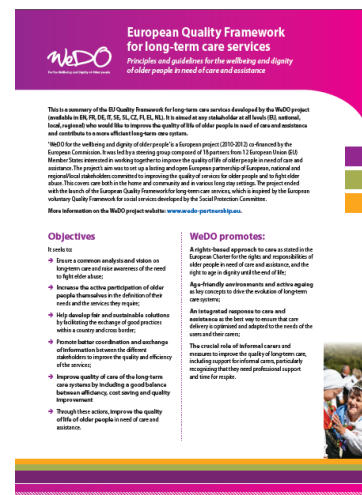 European Quality Framework
for long-term care services
Principles and guidelines for the wellbeing and dignity
of older people in need of care and assistance
WeDO
For the Wellbeing and Dignity of Older people
This is a summary of the EU Quality Framework for long-term care services developed by the WeDO project
(available in EN, FR, DE, IT, SE, SL, CZ, FI, EL, NL). It is aimed at any stakeholder at all levels (EU, national,
local, regional) who would like to improve the quality of life of older people in need of care and assistance
and contribute to a more efficient long-term care system.
'WeDO for the wellbeing and dignity of older people' is a European project (2010-2012) co-financed by the
European Commission. It was led by a steering group composed of 18 partners from 12 European Union (EU)
Member States interested in working together to improve the quality of life of older people in need of care and
assistance. The project's aim was to set up a lasting and open European partnership of European, national and
regional/local stakeholders committed to improving the quality of services for older people and to fight elder
abuse. This covers care both in the home and community and in various long stay settings. The project ended
with the launch of the European Quality Framework for long-term care services, which is inspired by the European
voluntary Quality Framework for social services developed by the Social Protection Committee.
More information on the WeDO project website: www.wedo-partnership.eu.
Objectives
It seeks to:
➔ Ensure a common analysis and vision on
long-term care and raise awareness of the need
to fight elder abuse;
➔ Increase the active participation of older
people themselves in the definition of their
needs and the services they require;
➔ Help develop fair and sustainable solutions
by facilitating the exchange of good practices
within a country and cross border;
➔ Promote better coordination and exchange
of information between the different
stakeholders to improve the quality and efficiency
of the services;
➔ Improve quality of care of the long-term
care systems by including a good balance
between efficiency, cost saving and quality
improvement
➔ Through these actions, improve the quality
of life of older people in need of care and
assistance.
WeDO promotes:
A rights-based approach to care as stated in the
European Charter for the rights and responsibilities of
older people in need of care and assistance, and the
right to age in dignity until the end of life;
Age-friendly environments and active ageing
as key concepts to drive the evolution of long-term
care systems;
An integrated response to care and
assistance as the best way to ensure that care
delivery is optimised and adapted to the needs of the
users and their carers;
The crucial role of informal carers and
measures to improve the quality of long-term care,
including support for informal carers, particularly
recognising that they need professional support
and time for respite.